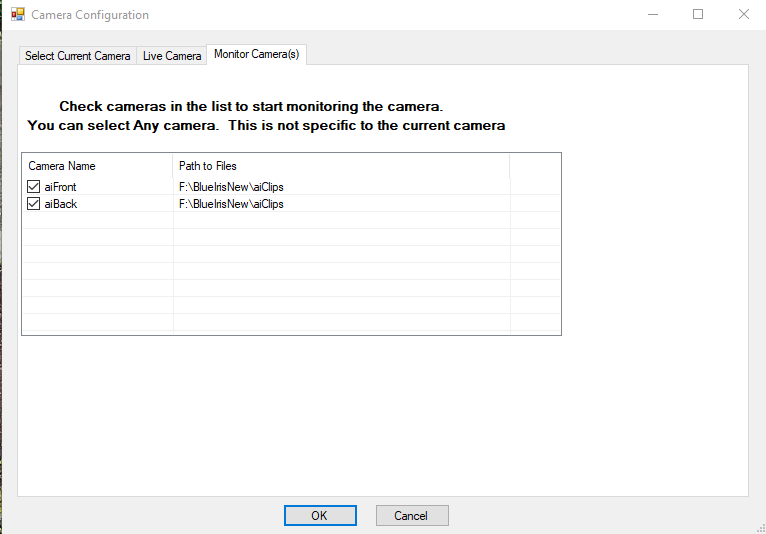 Camera Configuration
Select Current Camera Live Camera Monitor Camera(s)
Check cameras in the list to start monitoring the camera.
You can select Any camera. This is not specific to the current camera
Camera Name Path to Files
aiFront F:\BlueIrisNew\aiClips
aiBack F:\BlueIrisNew\aiClips
OK Cancel